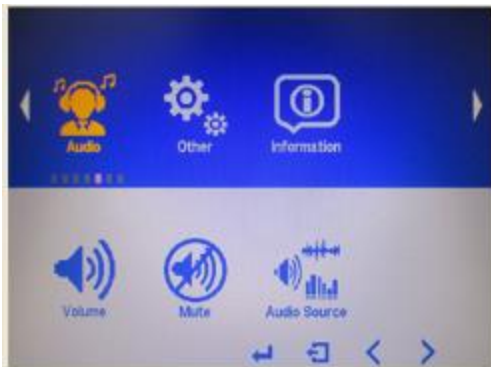 Audio
Other
Information
Volume
Mute
Audio Source